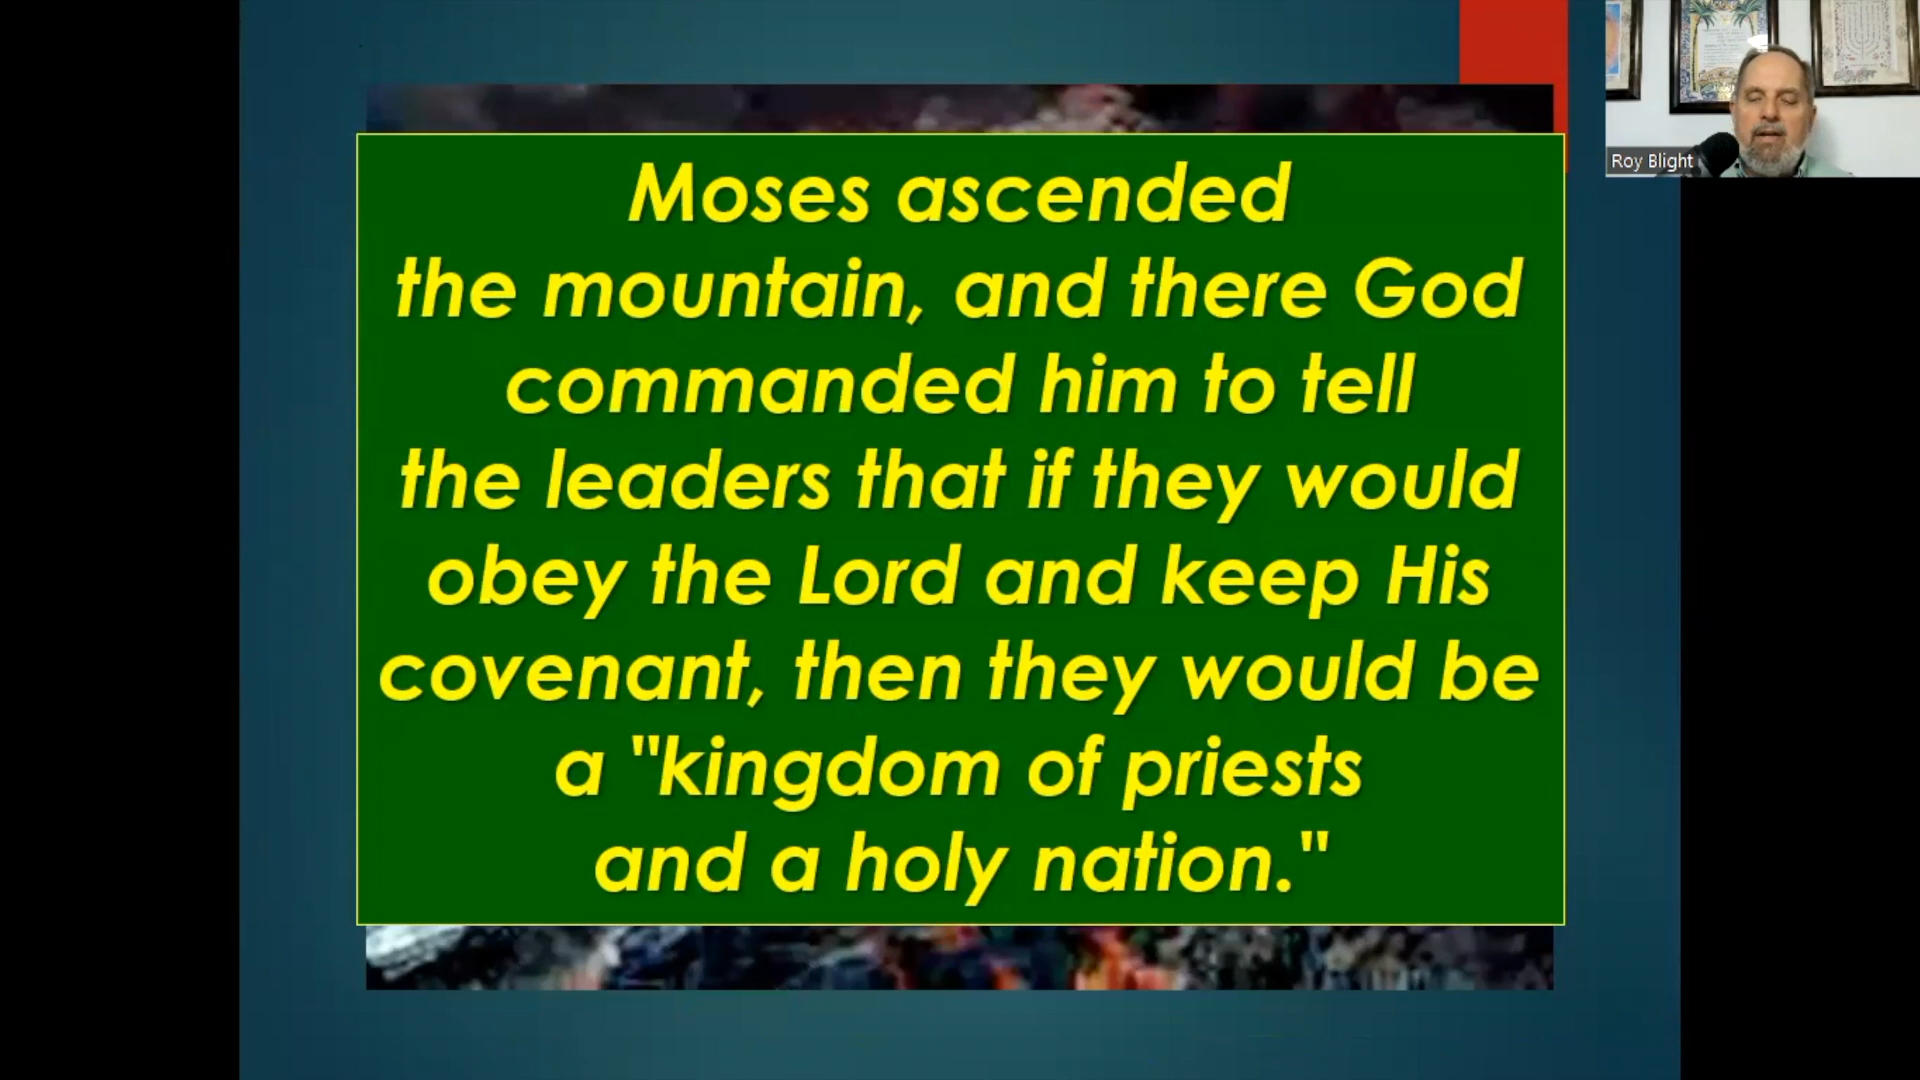 Moses ascended
the mountain, and there God
commanded him to tell
the leaders that if they would
obey the Lord and keep His
covenant, then they would be
a "kingdom of priests
and a holy nation."
Roy Blight